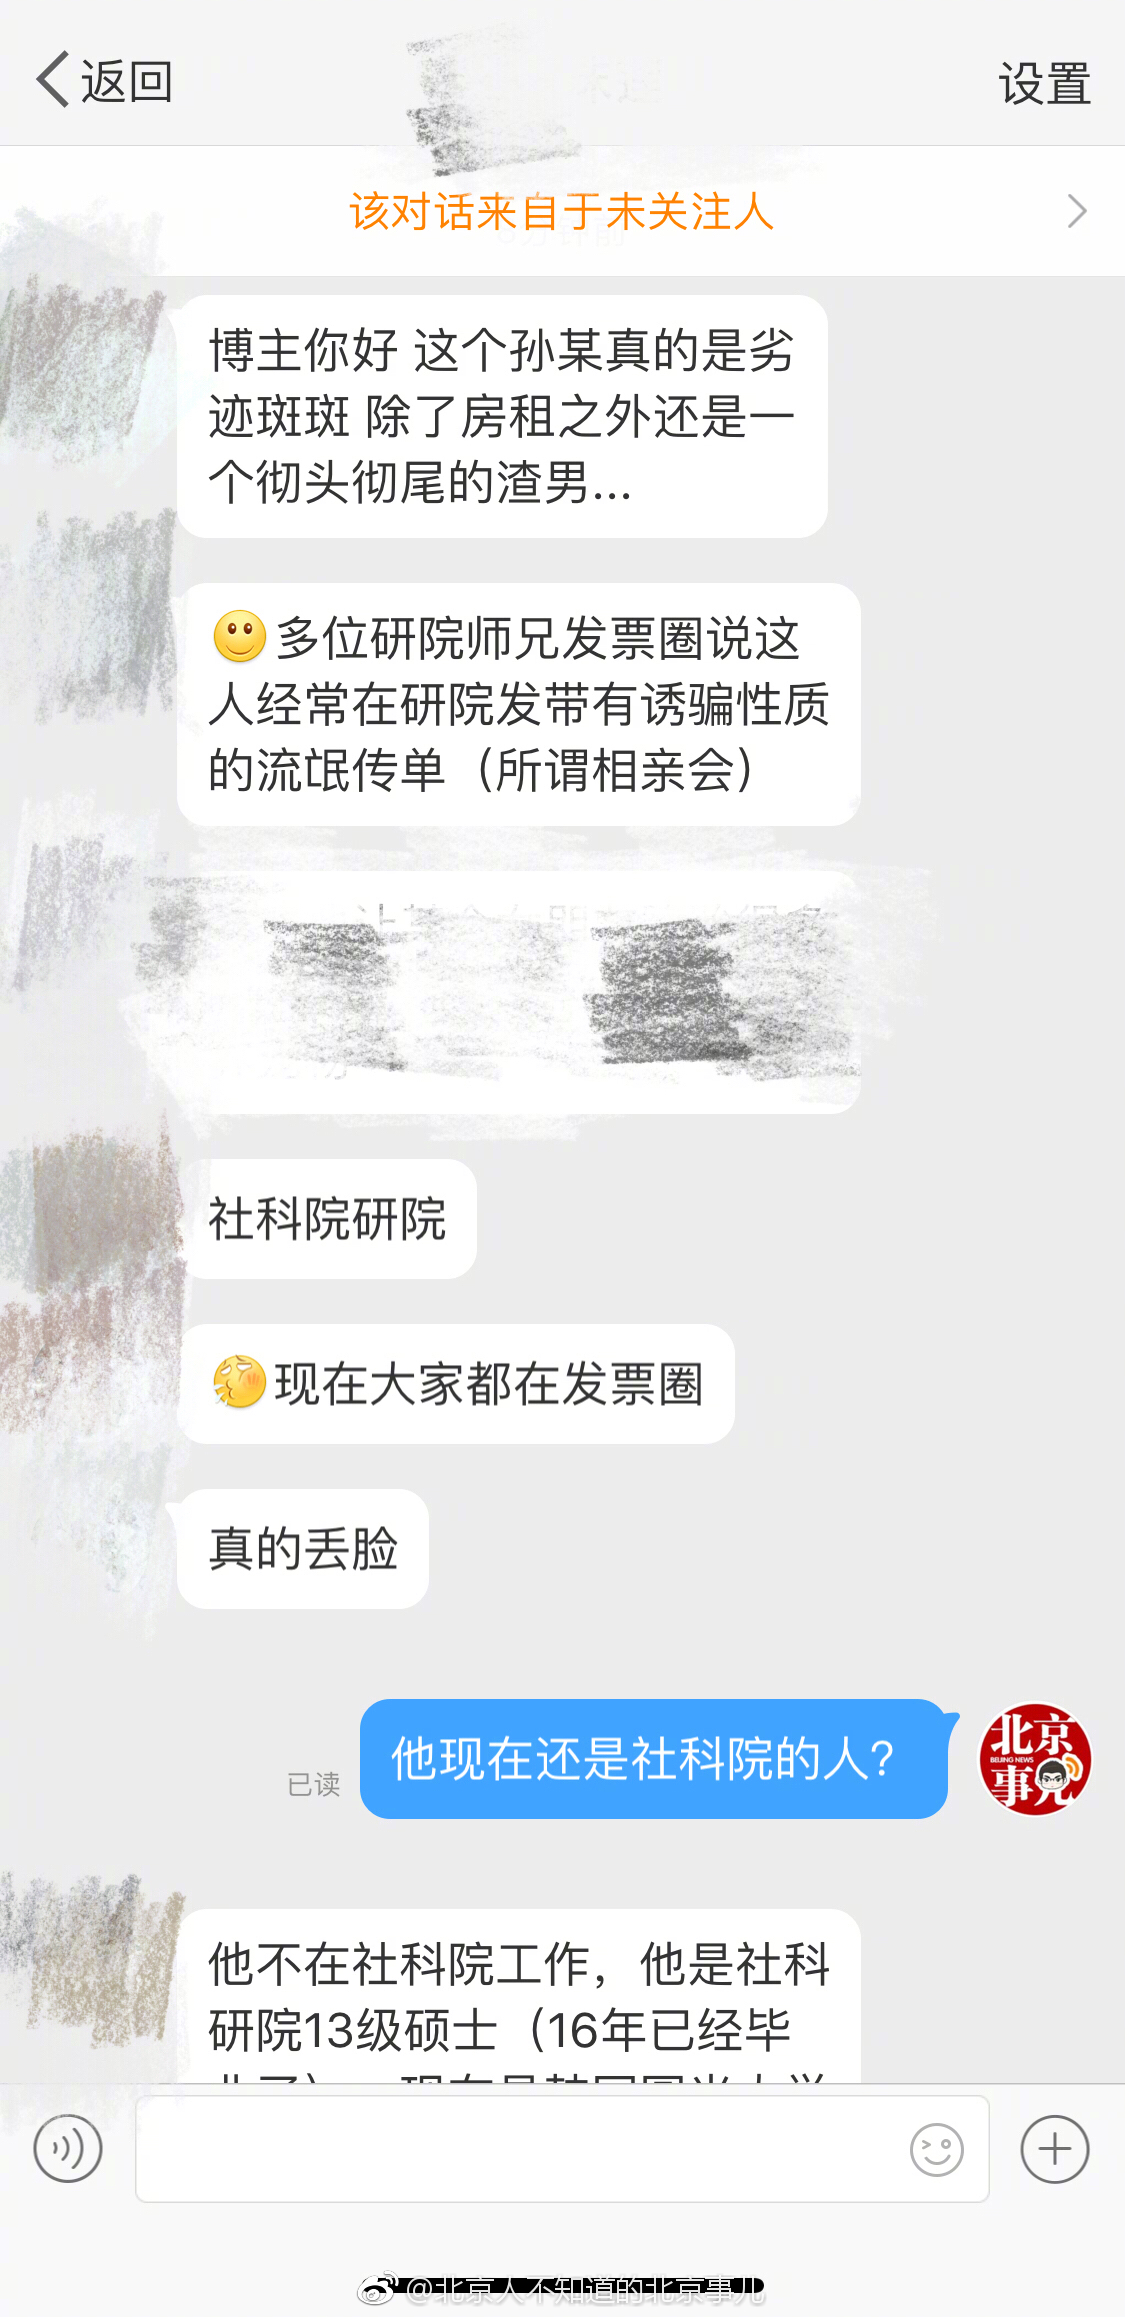 返回
设置
该对话来自于未关注人
博主你好 这个孙某真的是劣
迹斑斑 除了房租之外还是一
个彻头彻尾的渣男...
多位研院师兄发票圈说这
人经常在研院发带有诱骗性质
的流氓传单（所谓相亲会）
社科院研院
现在大家都在发票圈
真的丢脸
他现在还是社科院的人？
已读
北京
BEIJING NEWS
事儿
他不在社科院工作，他是社科
研院13级硕士（16年已经毕
@北京人不知道的北京事儿